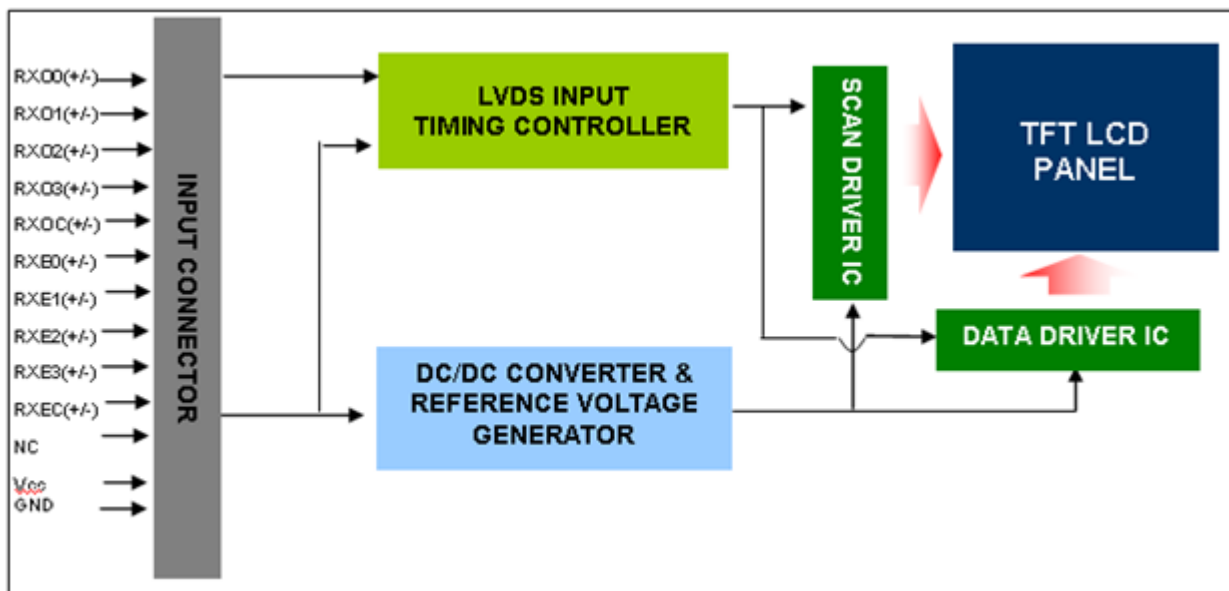 RXO0(+/-)
RXO1(+/-)
RXO2(+/-)
RXO3(+/-)
RXOC(+/-)
RXE0(+/-)
RXE1(+/-)
RXE2(+/-)
RXE3(+/-)
RXEC(+/-)
NC
Vcc
GND
INPUT CONNECTOR
LVDS INPUT
TIMING CONTROLLER
DC/DC CONVERTER &
REFERENCE VOLTAGE
GENERATOR
SCAN DRIVER IC
TFT LCD
PANEL
DATA DRIVER IC